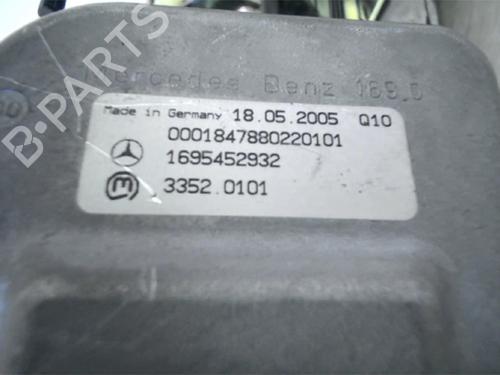 B-PARTS
Mercedes Benz 169.0
Made in Germany 18.05.2005 Q10
0001847880220101
1695452932
3352.0101